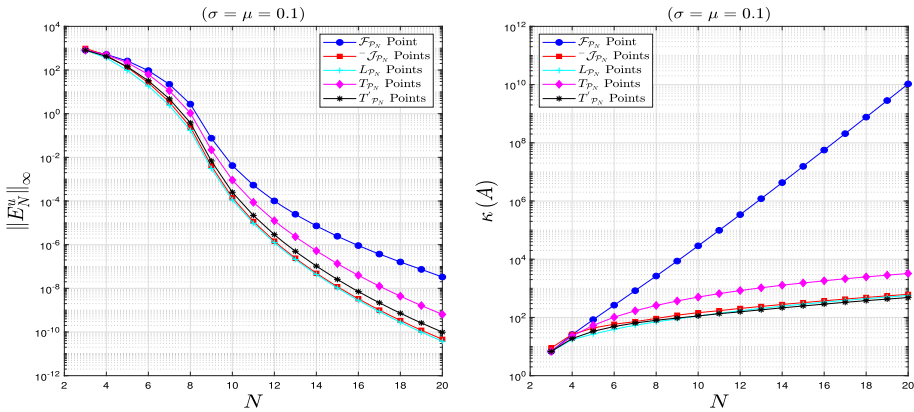 (σ = μ = 0.1)
‖E_N^u‖_∞
10^4
10^2
10^0
10^-2
10^-4
10^-6
10^-8
10^-10
10^-12
𝓕_{𝓟_N} Point
¯𝓙_{𝓟_N} Points
L_{𝓟_N} Points
T_{𝓟_N} Points
T'_{𝓟_N} Points
2 4 6 8 10 12 14 16 18 20
N
(σ = μ = 0.1)
κ (A)
10^12
10^10
10^8
10^6
10^4
10^2
10^0
𝓕_{𝓟_N} Point
¯𝓙_{𝓟_N} Points
L_{𝓟_N} Points
T_{𝓟_N} Points
T'_{𝓟_N} Points
2 4 6 8 10 12 14 16 18 20
N